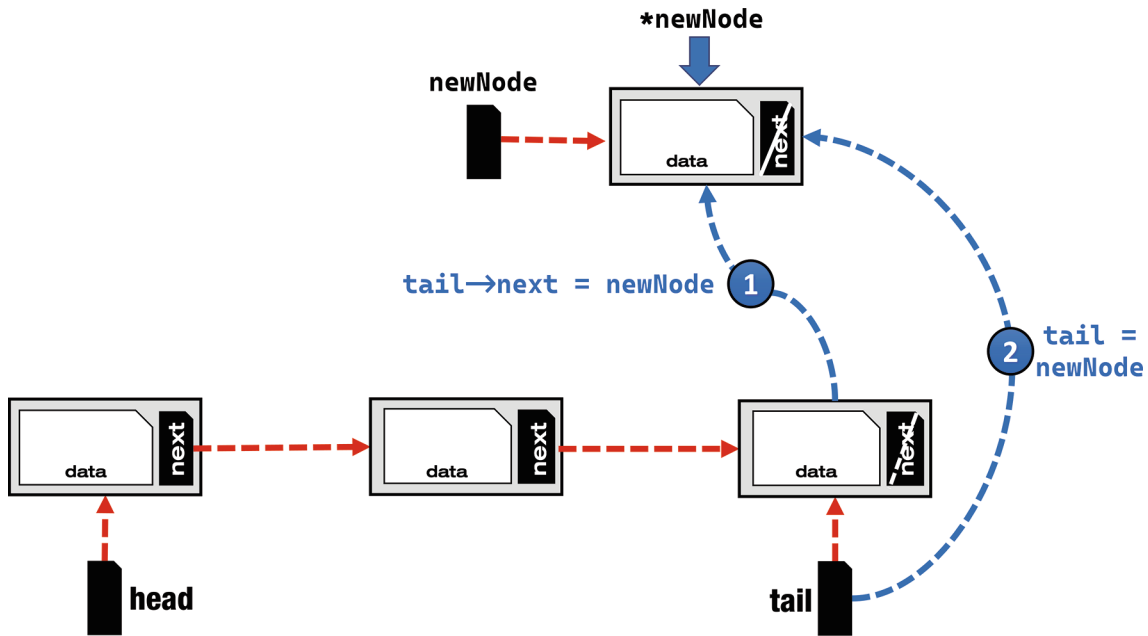 *newNode
newNode
data
next
tail→next = newNode
1
2
tail =
newNode
data
next
data
next
data
next
head
tail